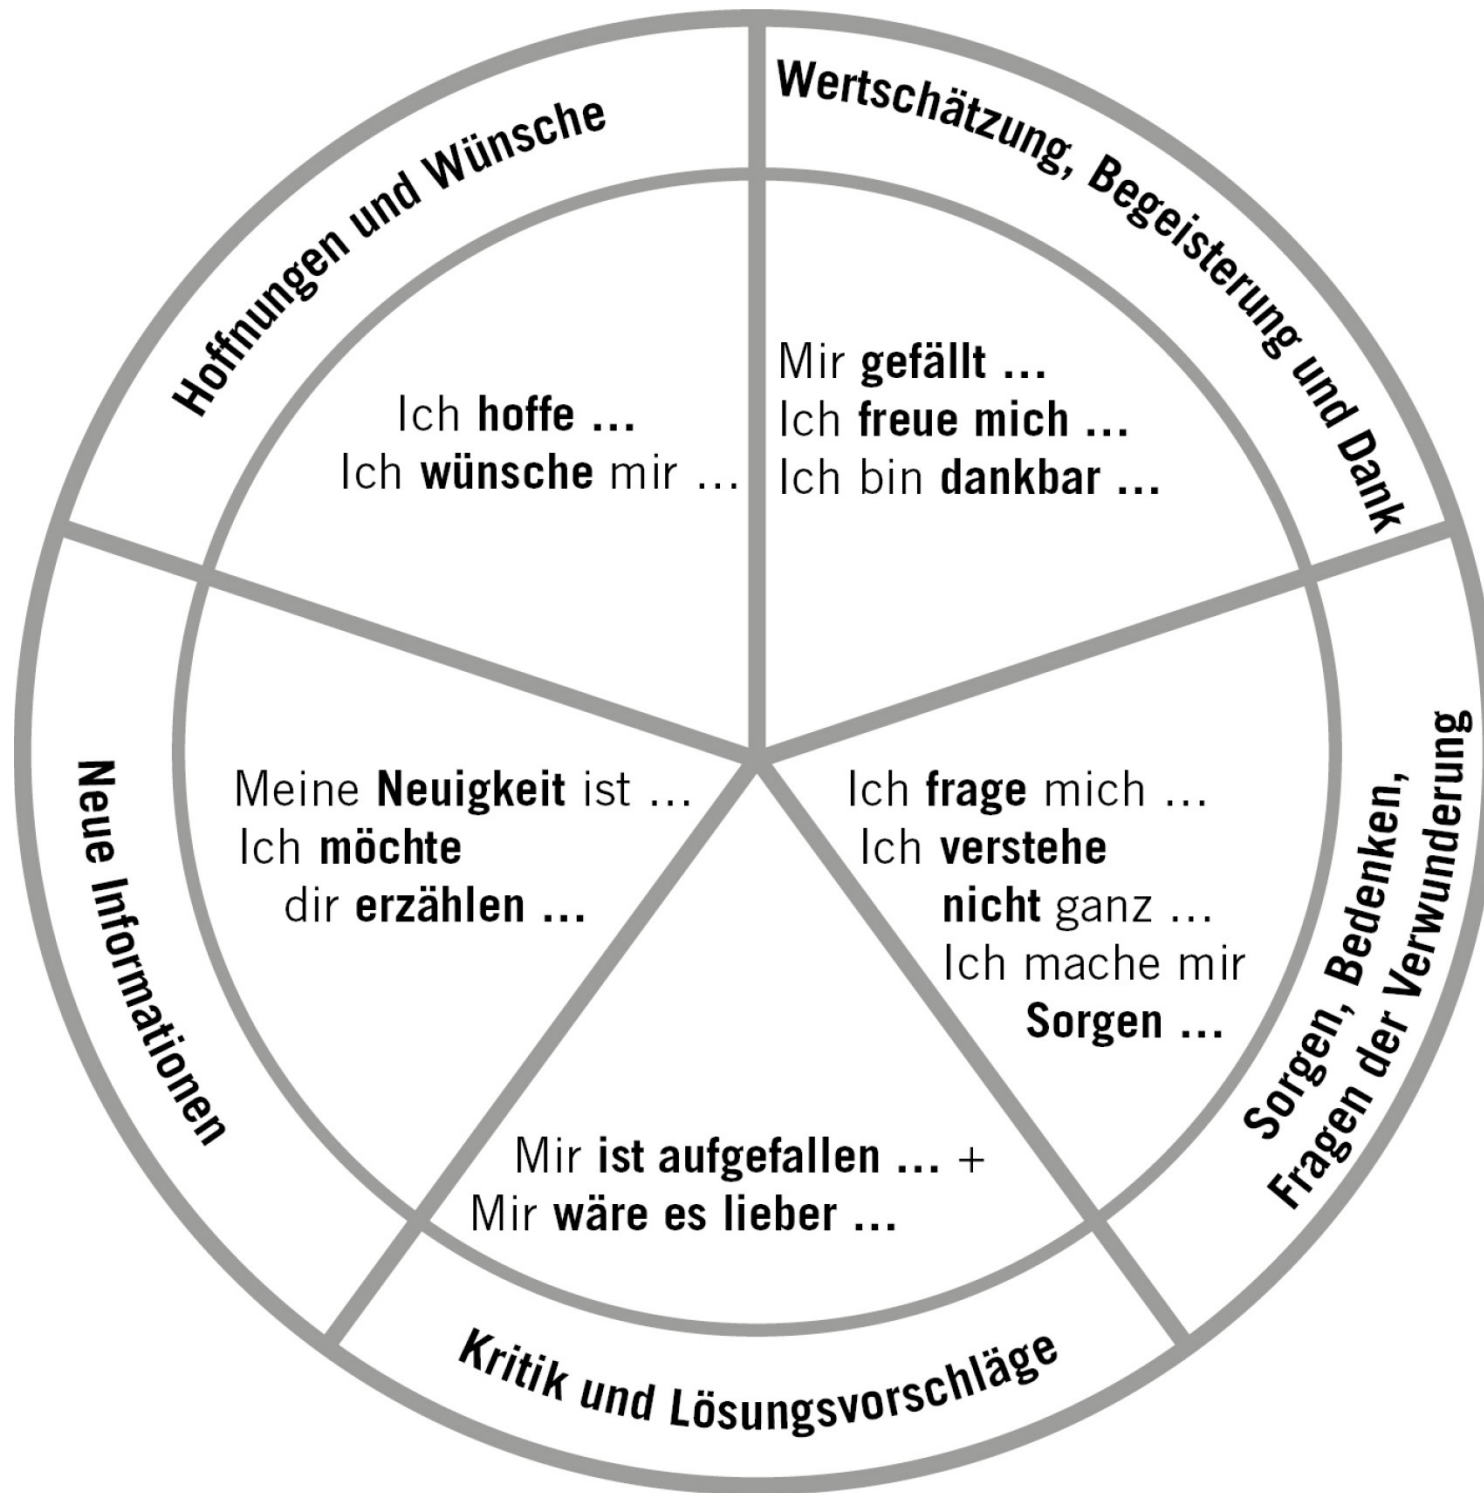 Wertschätzung, Begeisterung und Dank
Mir gefällt ...
Ich freue mich ...
Ich bin dankbar ...
Sorgen, Bedenken,
Fragen der Verwunderung
Ich frage mich ...
Ich verstehe
nicht ganz ...
Ich mache mir
Sorgen ...
Kritik und Lösungsvorschläge
Mir ist aufgefallen ... +
Mir wäre es lieber ...
Neue Informationen
Meine Neuigkeit ist ...
Ich möchte
dir erzählen ...
Hoffnungen und Wünsche
Ich hoffe ...
Ich wünsche mir ...